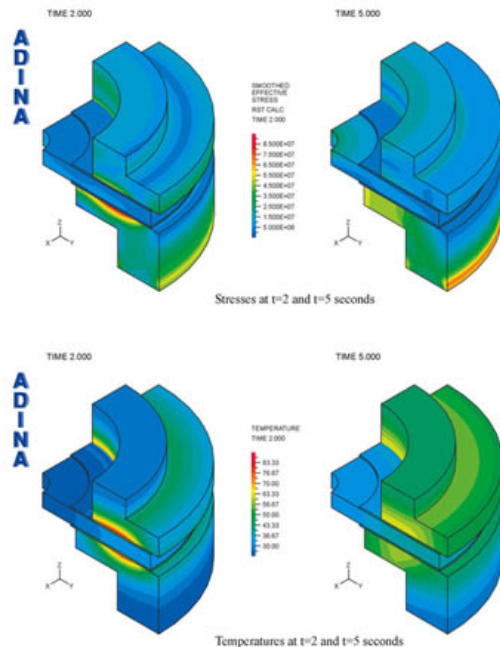 TIME 2.000
TIME 5.000
ADINA
SMOOTHED
EFFECTIVE
STRESS
RST CALC
TIME 2.000
8.500E+07
7.500E+07
6.500E+07
5.500E+07
4.500E+07
3.500E+07
2.500E+07
1.500E+07
5.000E+06
Z
X Y
Z
X Y
Stresses at t=2 and t=5 seconds
TIME 2.000
TIME 5.000
ADINA
TEMPERATURE
TIME 2.000
83.33
76.67
70.00
63.33
56.67
50.00
43.33
36.67
30.00
Z
X Y
Z
X Y
Temperatures at t=2 and t=5 seconds